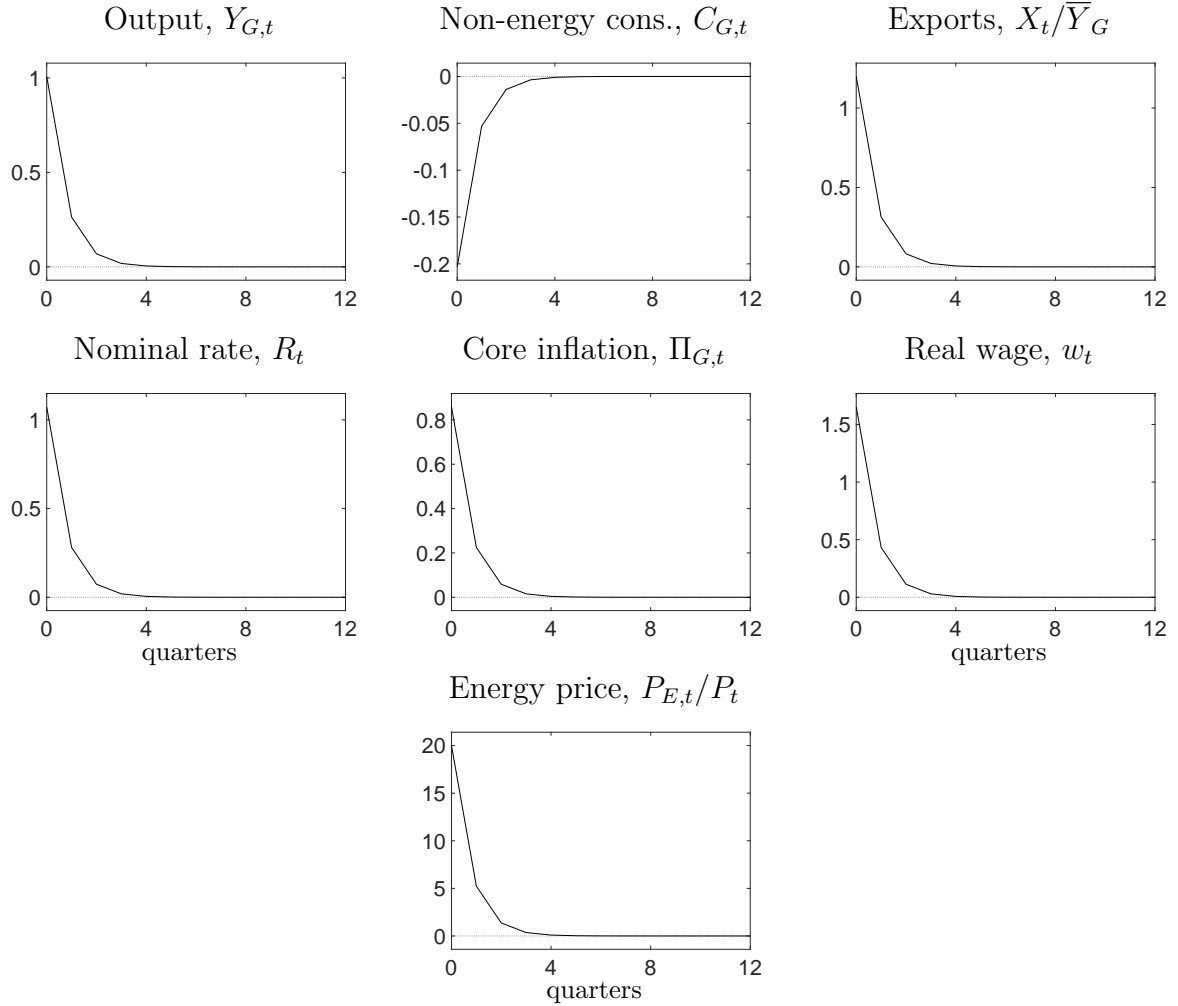 Output, Y_{G,t}
Non-energy cons., C_{G,t}
Exports, X_t/\overline{Y}_G
1
0.5
0
0 4 8 12
0
-0.05
-0.1
-0.15
-0.2
0 4 8 12
1
0.5
0
0 4 8 12
Nominal rate, R_t
Core inflation, Π_{G,t}
Real wage, w_t
1
0.5
0
0 4 8 12
quarters
0.8
0.6
0.4
0.2
0
0 4 8 12
1.5
1
0.5
0
0 4 8 12
quarters
Energy price, P_{E,t}/P_t
20
15
10
5
0
0 4 8 12
quarters